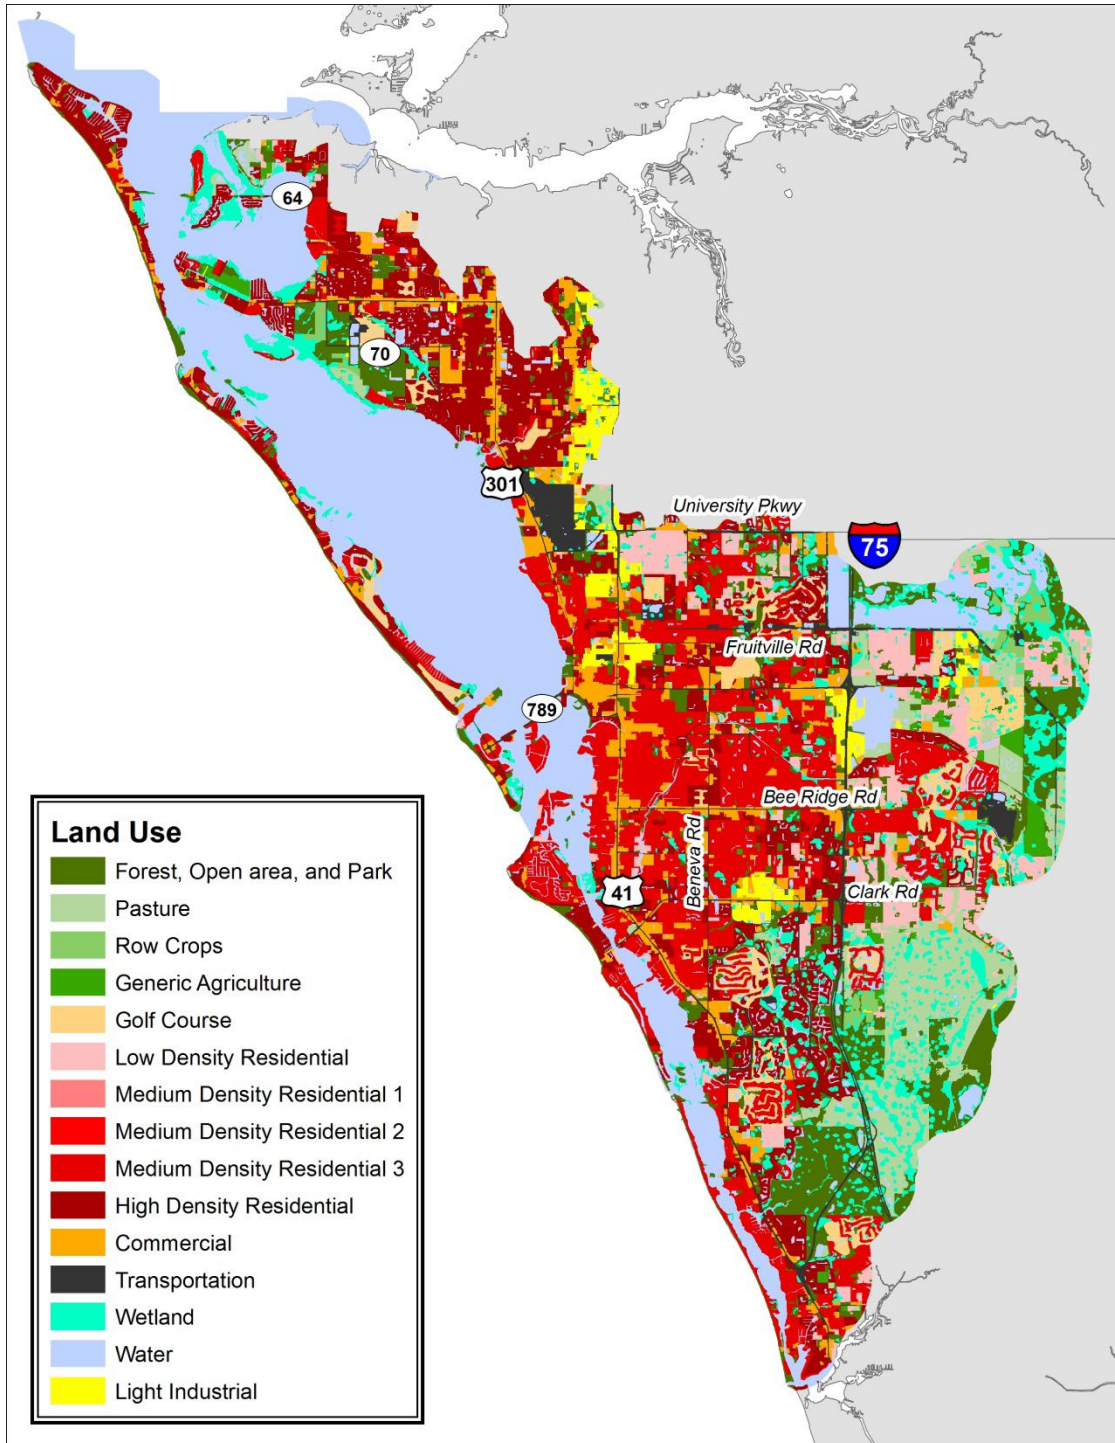 64
70
301
University Pkwy
75
Fruitville Rd
789
Bee Ridge Rd
Beneva Rd
41
Clark Rd
Land Use
Forest, Open area, and Park
Pasture
Row Crops
Generic Agriculture
Golf Course
Low Density Residential
Medium Density Residential 1
Medium Density Residential 2
Medium Density Residential 3
High Density Residential
Commercial
Transportation
Wetland
Water
Light Industrial